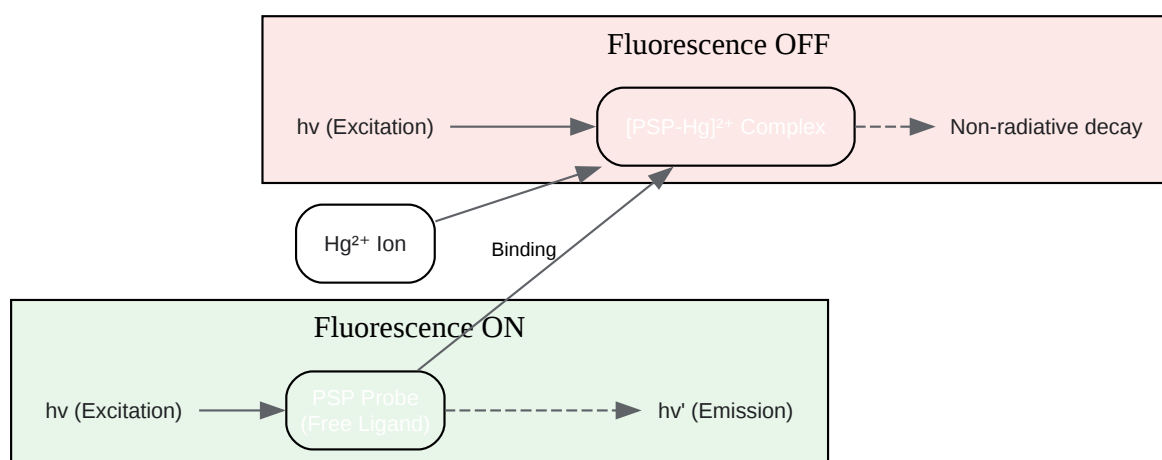 Fluorescence OFF
hv (Excitation)
[PSP-Hg]²⁺ Complex
Non-radiative decay
Hg²⁺ Ion
Binding
Fluorescence ON
hv (Excitation)
PSP Probe
(Free Ligand)
hv' (Emission)